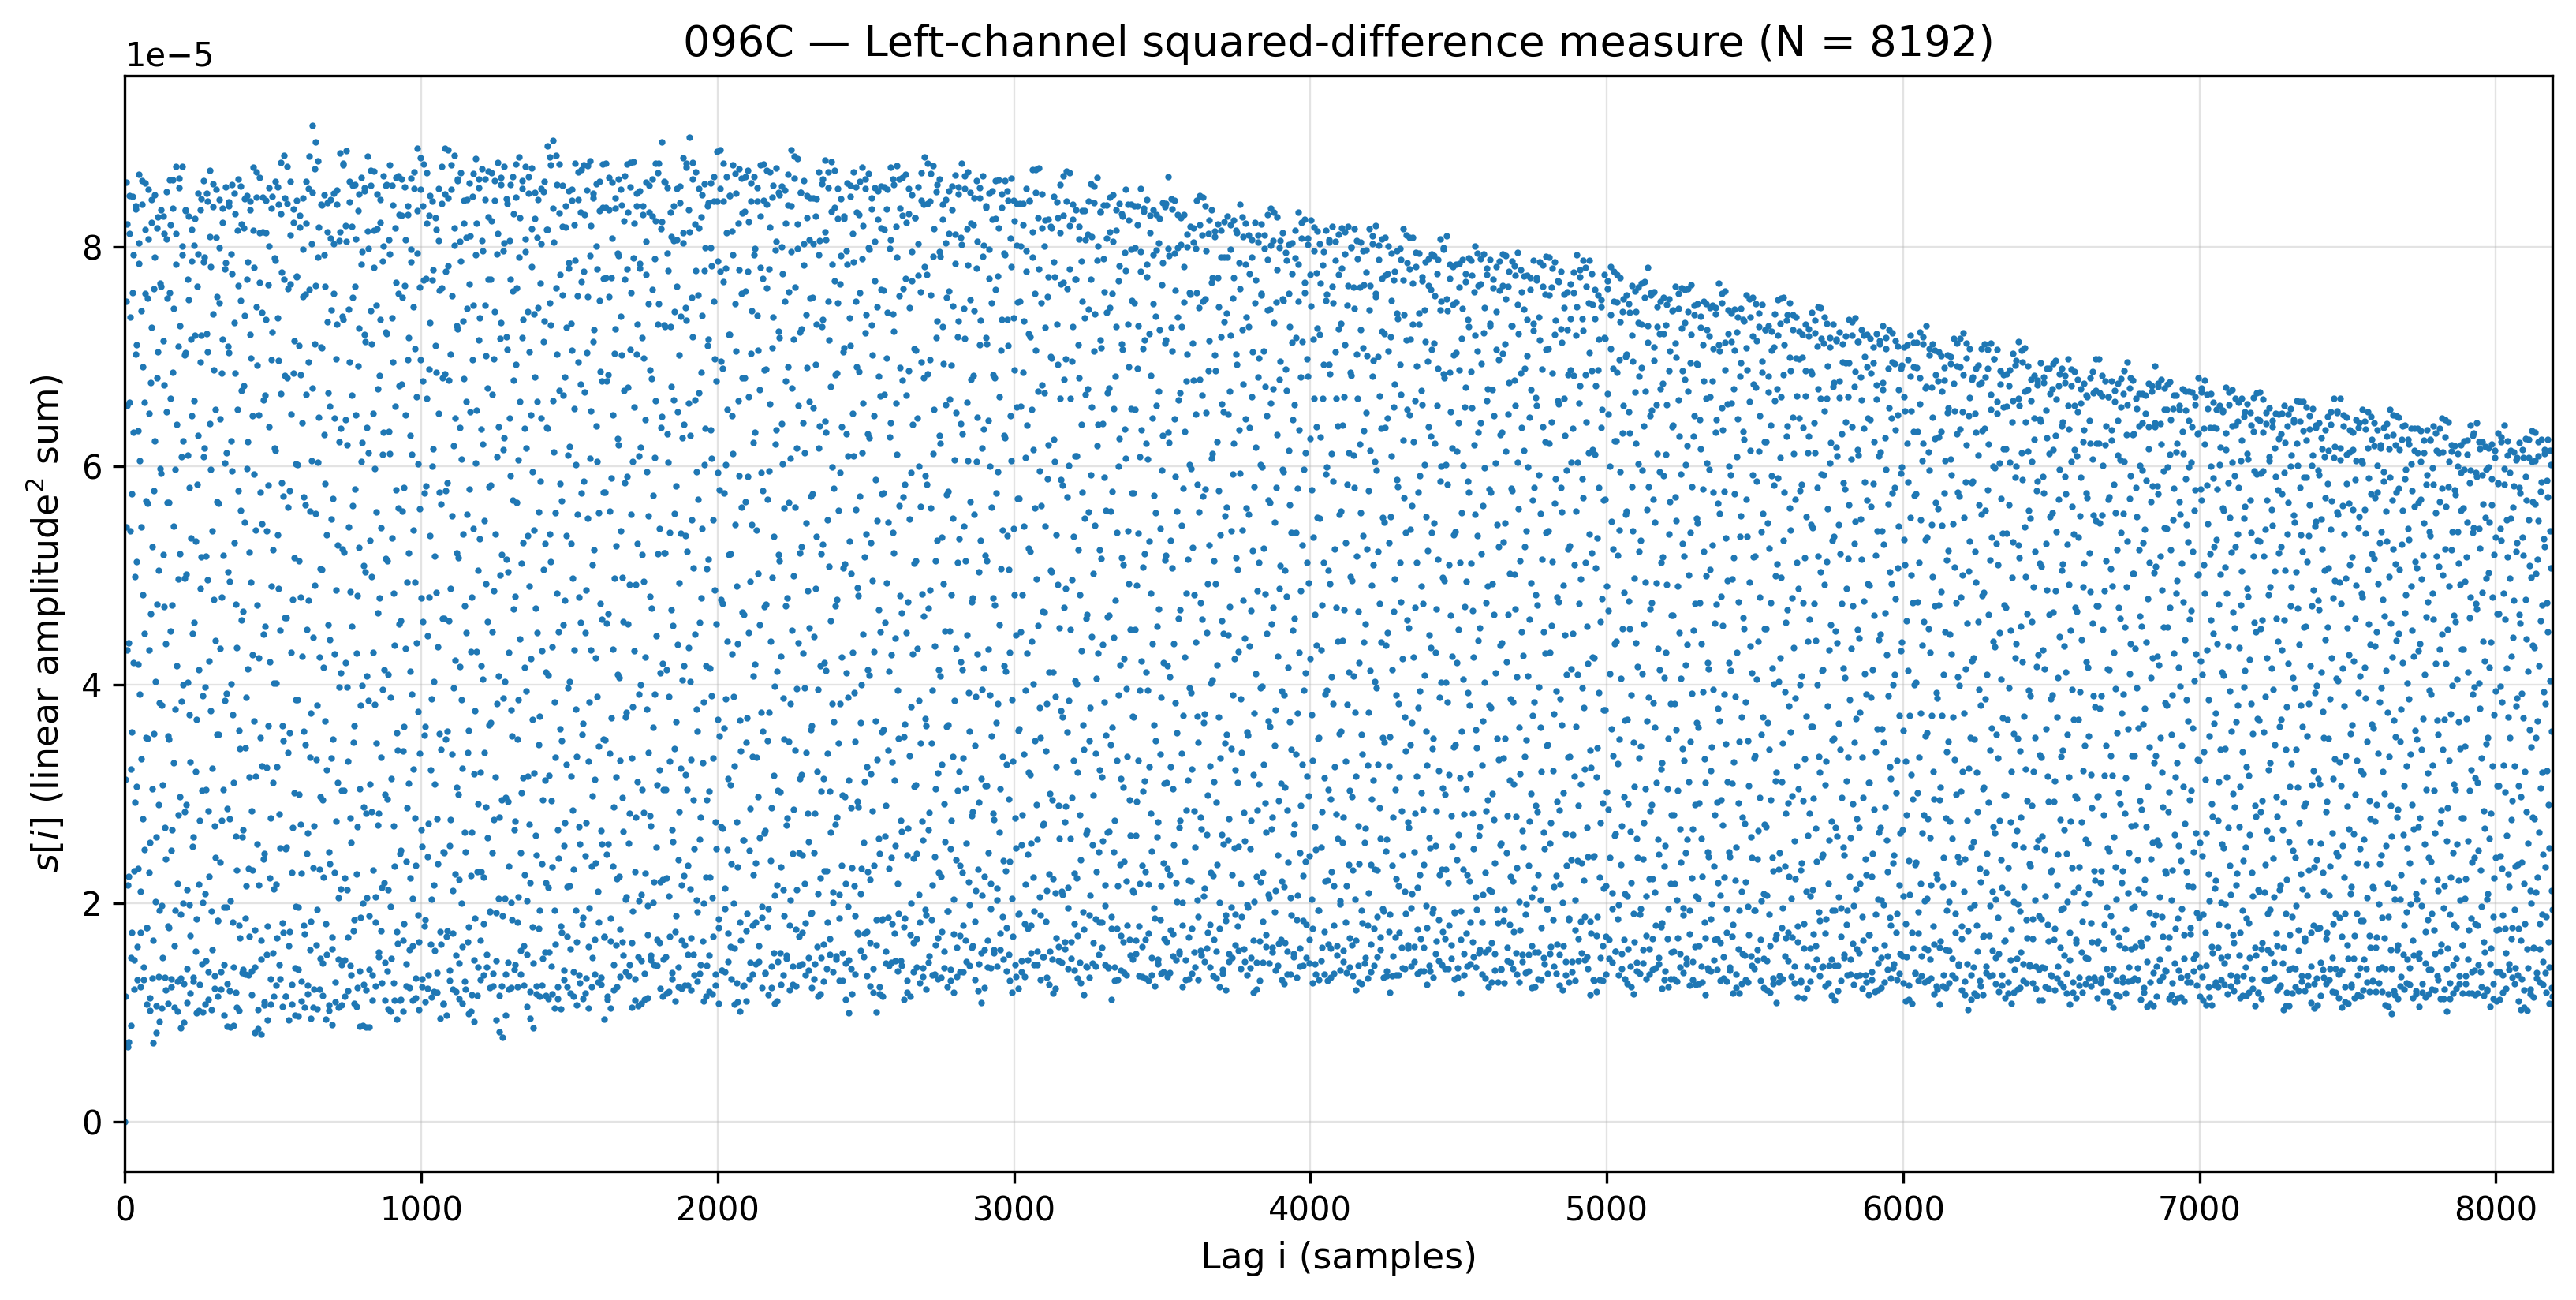 096C — Left-channel squared-difference measure (N = 8192)
1e−5
8
6
4
2
0
s[i] (linear amplitude² sum)
0 1000 2000 3000 4000 5000 6000 7000 8000
Lag i (samples)